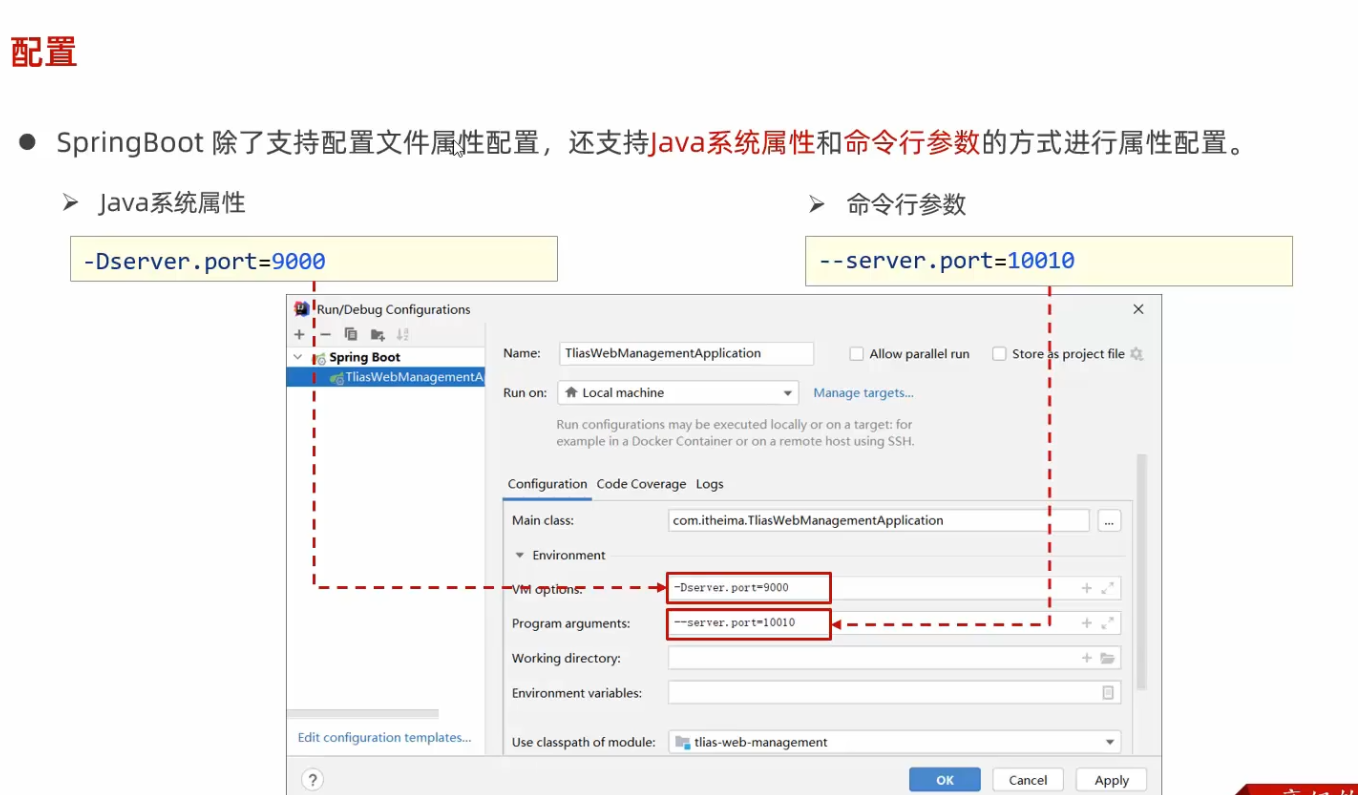 配置
● SpringBoot 除了支持配置文件属性配置，还支持Java系统属性和命令行参数的方式进行属性配置。
➢ Java系统属性
➢ 命令行参数
-Dserver.port=9000
--server.port=10010
Run/Debug Configurations
Spring Boot
TliasWebManagementA
Name: TliasWebManagementApplication
Allow parallel run
Store as project file
Run on: Local machine
Manage targets...
Run configurations may be executed locally or on a target: for
example in a Docker Container or on a remote host using SSH.
Configuration Code Coverage Logs
Main class: com.itheima.TliasWebManagementApplication ...
Environment
VM options: -Dserver.port=9000
Program arguments: --server.port=10010
Working directory:
Environment variables:
Use classpath of module: tlias-web-management
Edit configuration templates...
?
OK
Cancel
Apply